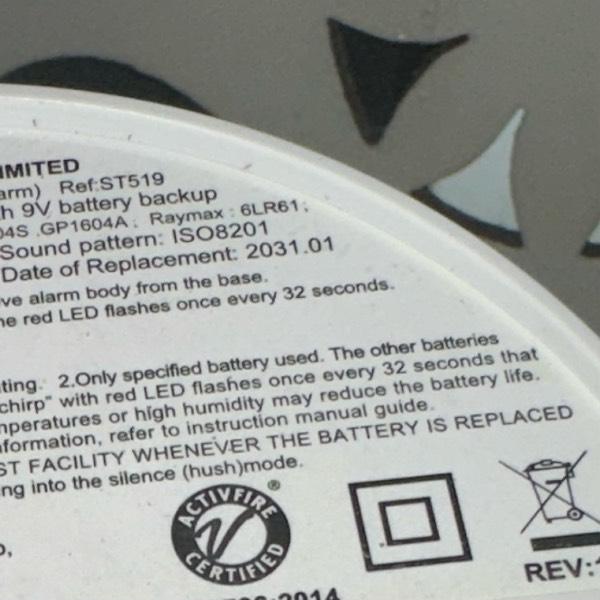 IMITED
arm) Ref:ST519
h 9V battery backup
04S .GP1604A ; Raymax : 6LR61 ;
Sound pattern: ISO8201
Date of Replacement: 2031.01
ve alarm body from the base.
he red LED flashes once every 32 seconds.
ting. 2.Only specified battery used. The other batteries
chirp" with red LED flashes once every 32 seconds that
nperatures or high humidity may reduce the battery life.
nformation, refer to instruction manual guide.
ST FACILITY WHENEVER THE BATTERY IS REPLACED
ng into the silence (hush)mode.
ACTIVFIRE ®
CERTIFIED
2014
REV: